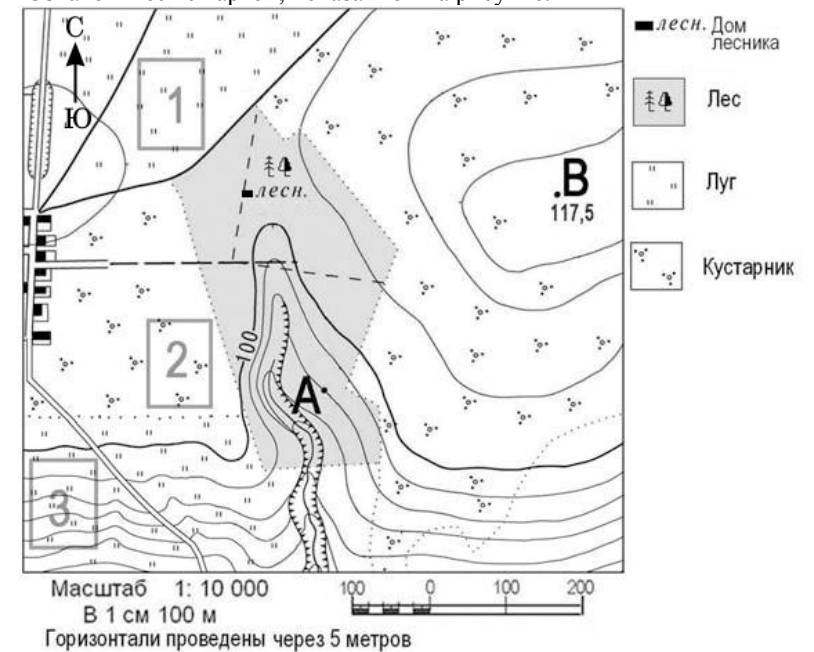 С
Ю
1
лесн.
.В
117,5
100
2
А
3
лесн. Дом
лесника
Лес
Луг
Кустарник
Масштаб 1: 10 000
В 1 см 100 м
100 0 100 200
Горизонтали проведены через 5 метров